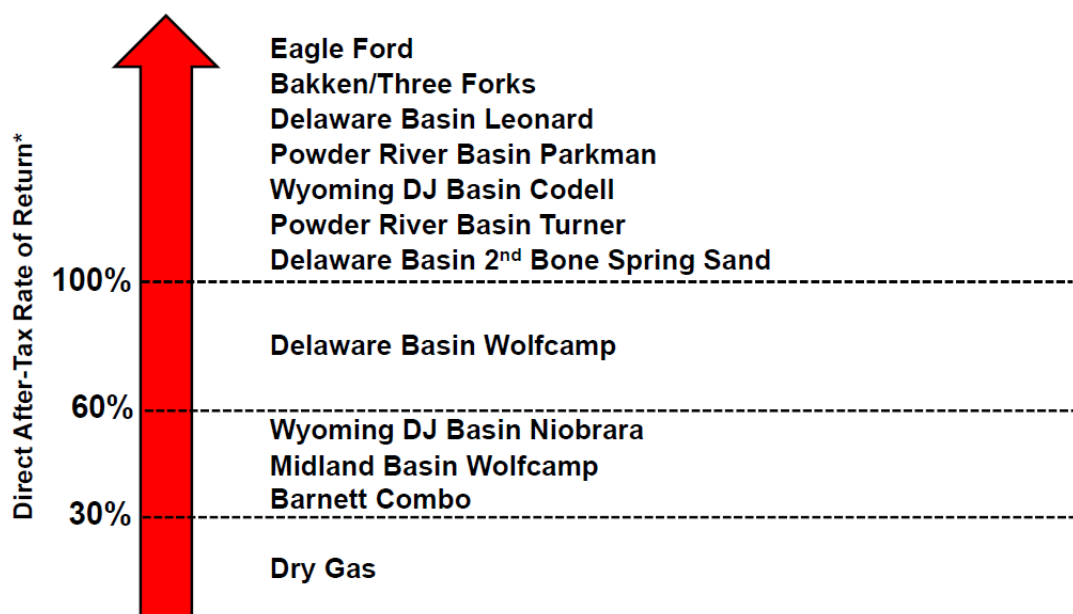 Direct After-Tax Rate of Return*
Eagle Ford
Bakken/Three Forks
Delaware Basin Leonard
Powder River Basin Parkman
Wyoming DJ Basin Codell
Powder River Basin Turner
Delaware Basin 2nd Bone Spring Sand
100%
Delaware Basin Wolfcamp
60%
Wyoming DJ Basin Niobrara
Midland Basin Wolfcamp
Barnett Combo
30%
Dry Gas